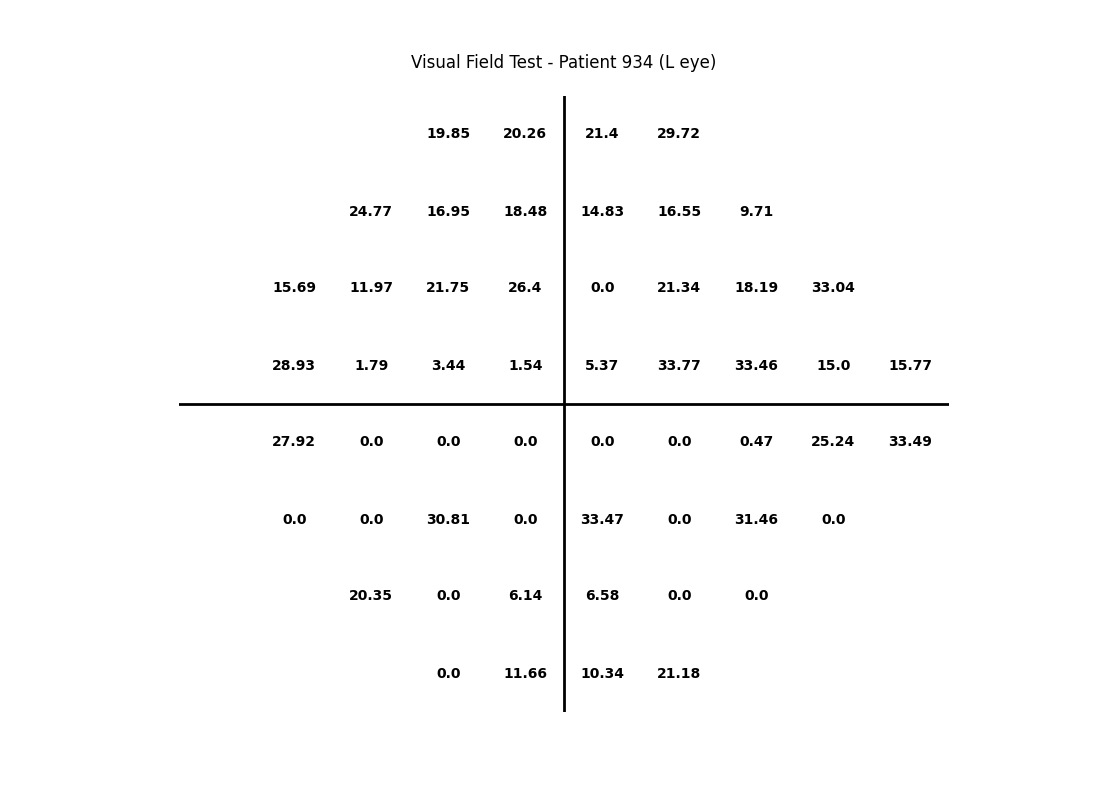 Visual Field Test - Patient 934 (L eye)
19.85 20.26 21.4 29.72
24.77 16.95 18.48 14.83 16.55 9.71
15.69 11.97 21.75 26.4 0.0 21.34 18.19 33.04
28.93 1.79 3.44 1.54 5.37 33.77 33.46 15.0 15.77
27.92 0.0 0.0 0.0 0.0 0.0 0.47 25.24 33.49
0.0 0.0 30.81 0.0 33.47 0.0 31.46 0.0
20.35 0.0 6.14 6.58 0.0 0.0
0.0 11.66 10.34 21.18